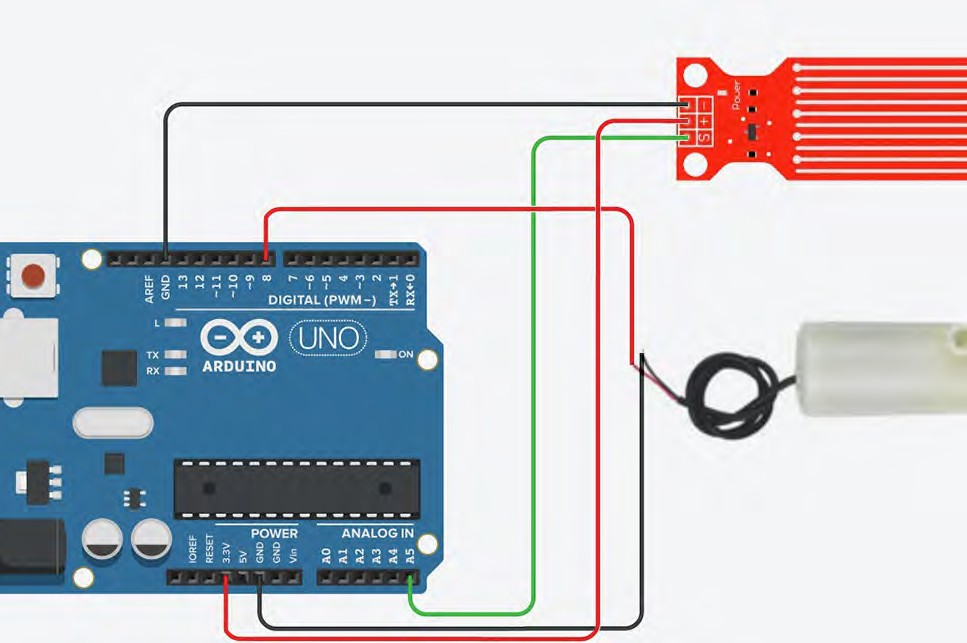 -
+
S
Power
AREF
GND
13
12
~11
~10
~9
8
7
~6
~5
4
~3
2
TX→1
RX←0
DIGITAL (PWM~)
L
TX
RX
ARDUINO
UNO
ON
POWER
ANALOG IN
IOREF
RESET
3.3V
5V
GND
GND
Vin
A0
A1
A2
A3
A4
A5